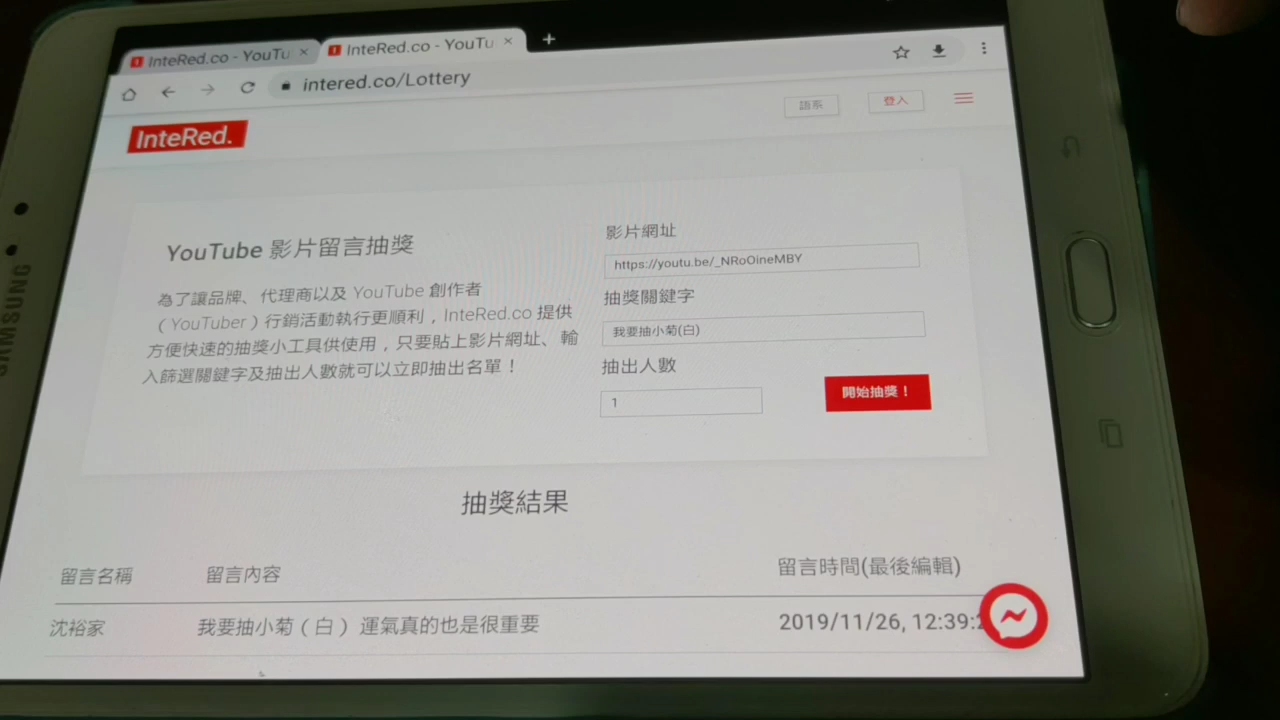 InteRed.co - YouTu
InteRed.co - YouTu
intered.co/Lottery
InteRed.
語系
登入
YouTube 影片留言抽獎
為了讓品牌、代理商以及 YouTube 創作者
（YouTuber）行銷活動執行更順利，InteRed.co 提供
方便快速的抽獎小工具供使用，只要貼上影片網址、輸
入篩選關鍵字及抽出人數就可以立即抽出名單！
影片網址
https://youtu.be/_NRoOineMBY
抽獎關鍵字
我要抽小菊(白)
抽出人數
1
開始抽獎！
抽獎結果
留言名稱 留言內容 留言時間(最後編輯)
沈裕家 我要抽小菊（白） 運氣真的也是很重要 2019/11/26, 12:39:
SAMSUNG